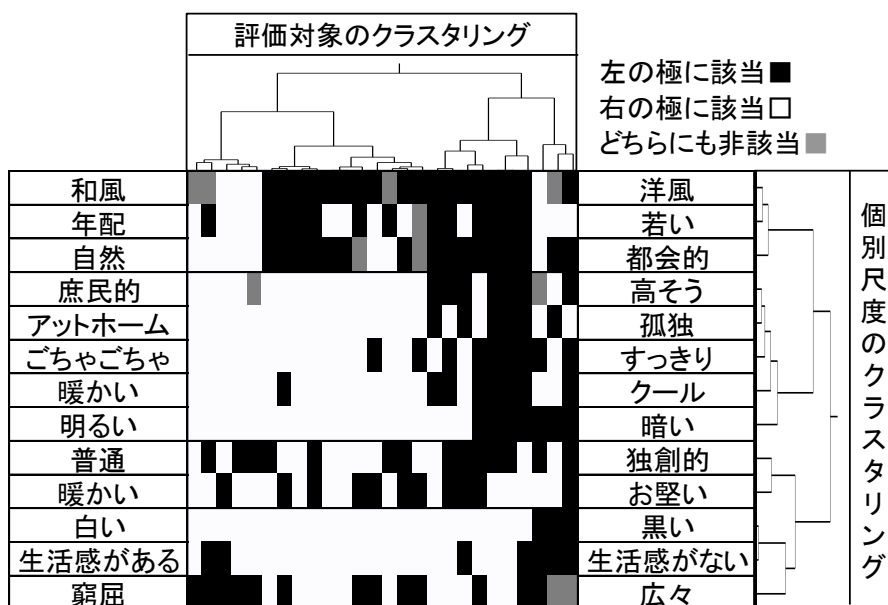 評価対象のクラスタリング
左の極に該当■
右の極に該当□
どちらにも非該当■
和風 洋風
年配 若い
自然 都会的
庶民的 高そう
アットホーム 孤独
ごちゃごちゃ すっきり
暖かい クール
明るい 暗い
普通 独創的
暖かい お堅い
白い 黒い
生活感がある 生活感がない
窮屈 広々
個別尺度のクラスタリング